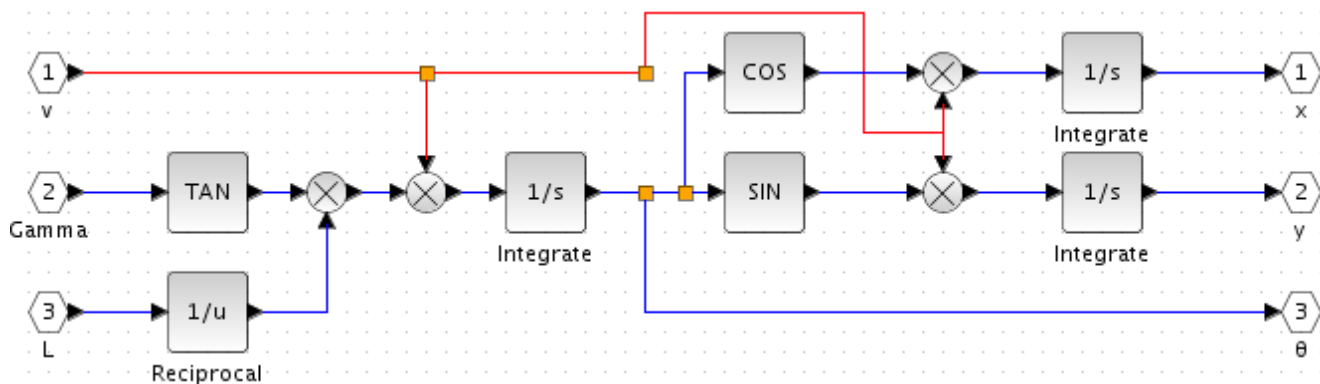 1
v
COS
1/s
Integrate
1
x
2
Gamma
TAN
1/s
Integrate
SIN
1/s
Integrate
2
y
3
L
1/u
Reciprocal
3
θ